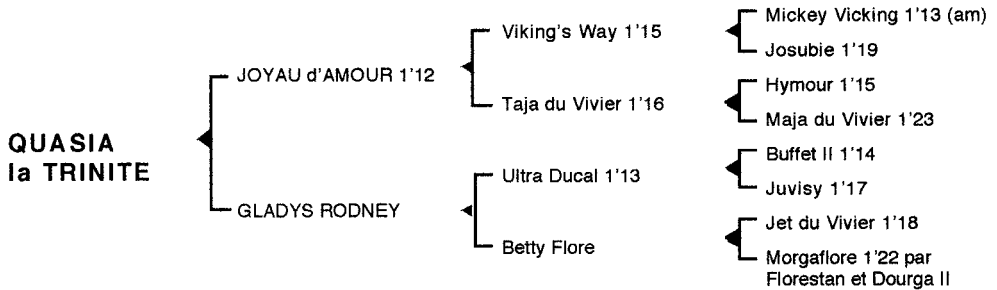 Mickey Vicking 1'13 (am)
Viking's Way 1'15
Josubie 1'19
JOYAU d'AMOUR 1'12
Hymour 1'15
Taja du Vivier 1'16
Maja du Vivier 1'23
QUASIA
la TRINITE
Buffet II 1'14
Ultra Ducal 1'13
Juvisy 1'17
GLADYS RODNEY
Jet du Vivier 1'18
Betty Flore
Morgaflore 1'22 par
Florestan et Dourga II